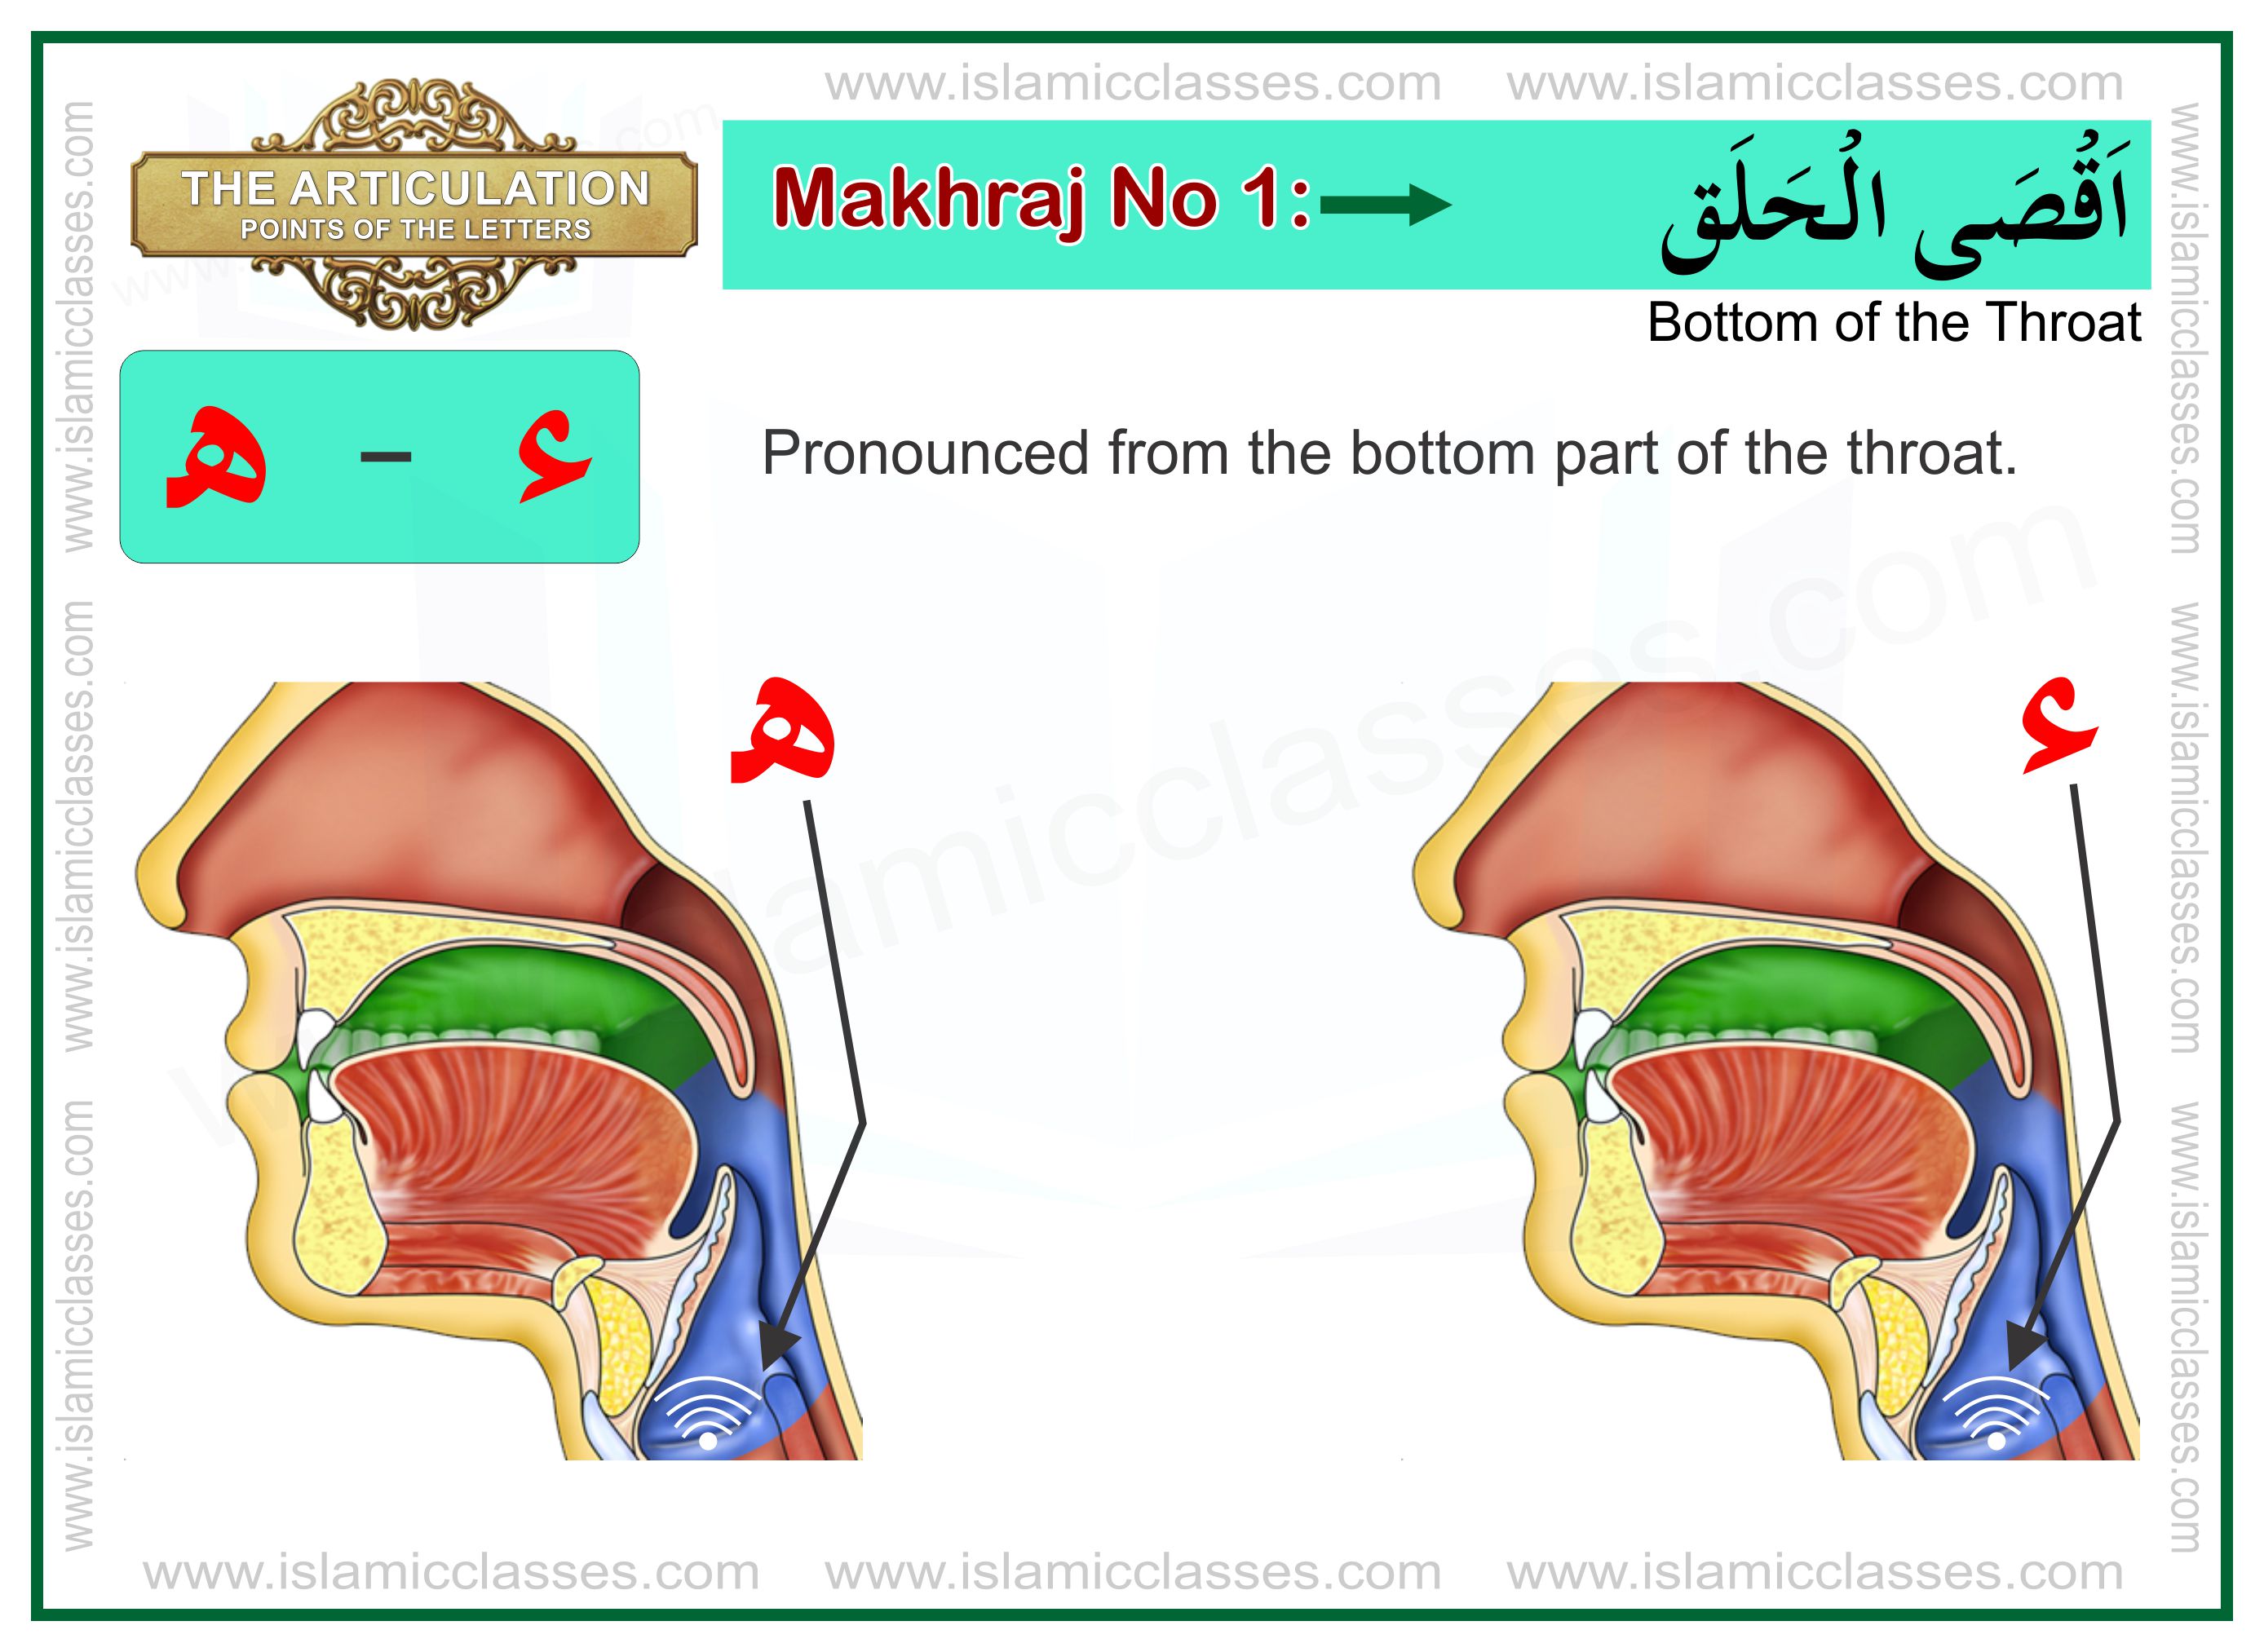 www.islamicclasses.com www.islamicclasses.com
THE ARTICULATION
POINTS OF THE LETTERS
Makhraj No 1:
اَقْصَى الْحَلَق
Bottom of the Throat
ء – ھ
Pronounced from the bottom part of the throat.
ھ
ء
www.islamicclasses.com
www.islamicclasses.com www.islamicclasses.com www.islamicclasses.com
www.islamicclasses.com www.islamicclasses.com www.islamicclasses.com
www.islamicclasses.com www.islamicclasses.com www.islamicclasses.com